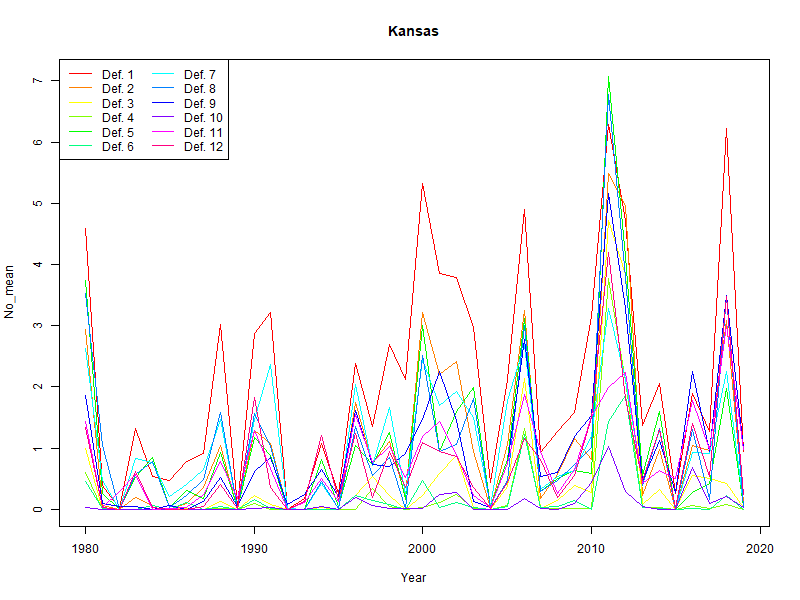 Kansas
Def. 1
Def. 2
Def. 3
Def. 4
Def. 5
Def. 6
Def. 7
Def. 8
Def. 9
Def. 10
Def. 11
Def. 12
No_mean
7
6
5
4
3
2
1
0
1980 1990 2000 2010 2020
Year